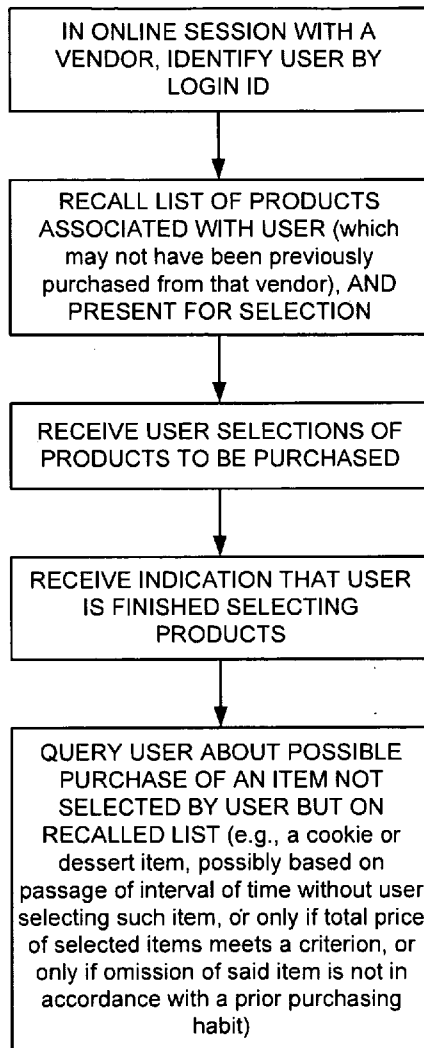 IN ONLINE SESSION WITH A
VENDOR, IDENTIFY USER BY
LOGIN ID
RECALL LIST OF PRODUCTS
ASSOCIATED WITH USER (which
may not have been previously
purchased from that vendor), AND
PRESENT FOR SELECTION
RECEIVE USER SELECTIONS OF
PRODUCTS TO BE PURCHASED
RECEIVE INDICATION THAT USER
IS FINISHED SELECTING
PRODUCTS
QUERY USER ABOUT POSSIBLE
PURCHASE OF AN ITEM NOT
SELECTED BY USER BUT ON
RECALLED LIST (e.g., a cookie or
dessert item, possibly based on
passage of interval of time without user
selecting such item, or only if total price
of selected items meets a criterion, or
only if omission of said item is not in
accordance with a prior purchasing
habit)